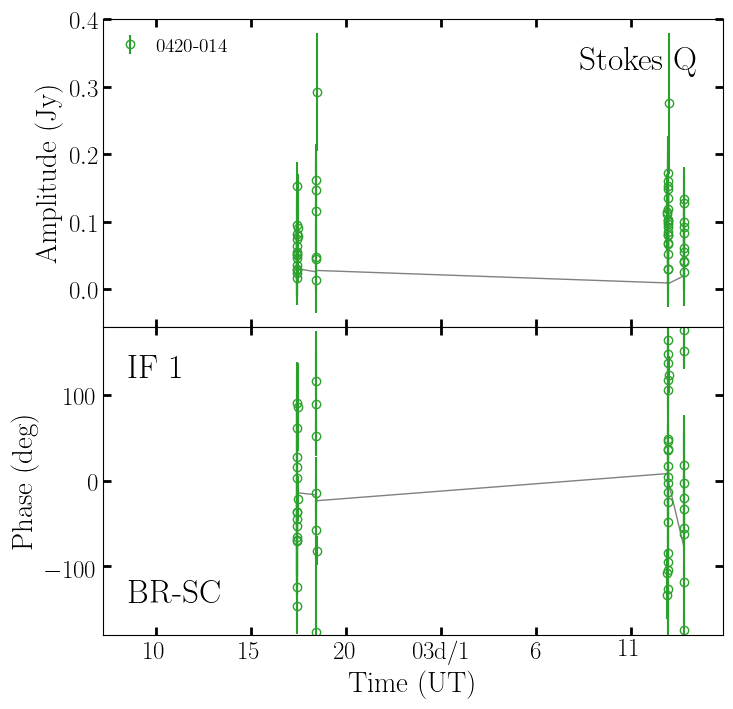 0.4
0420-014
Stokes Q
0.3
0.2
0.1
0.0
Amplitude (Jy)
IF 1
100
0
−100
Phase (deg)
BR-SC
10 15 20 03d/1 6 11
Time (UT)